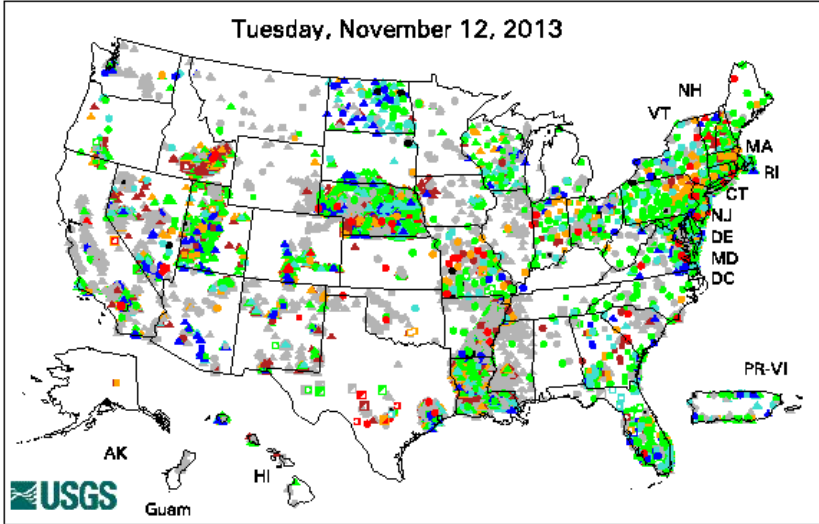 Tuesday, November 12, 2013
NH
VT
MA
RI
CT
NJ
DE
MD
DC
PR-VI
AK
HI
Guam
USGS